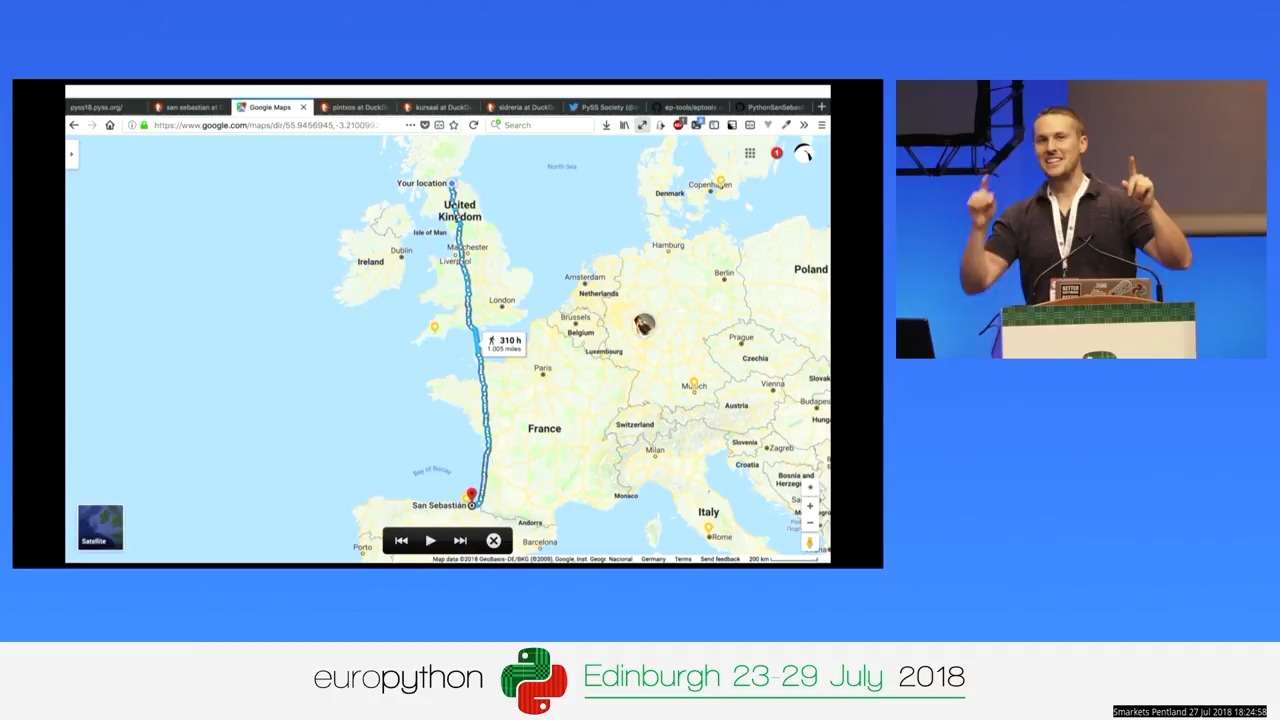 pyss18.pyss.org/
san sebastian at D
Google Maps
pintxos at DuckD
kursaal at DuckD
sidreria at DuckD
PySS Society (@
ep-tools/eptools
PythonSanSebas
https://www.google.com/maps/dir/55.9456945,-3.210099
Search
North Sea
Your location
United
Kingdom
Isle of Man
Dublin
Manchester
Ireland
Liverpool
London
Copenhagen
Denmark
Hamburg
Poland
Berlin
Amsterdam
Netherlands
Brussels
Belgium
310 h
1 005 miles
Luxembourg
Prague
Czechia
Paris
Munich
Vienna
Slovak
Austria
Budapes
Hung
France
Switzerland
Slovenia
Zagreb
Milan
Croatia
Bay of Biscay
Bosnia and
Herzeg
San Sebastian
Monaco
Andorra
Italy
Rome
Porto
Barcelona
Satellite
Map data ©2018 GeoBasis-DE/BKG (©2009), Google, Inst. Geogr. Nacional
Germany
Terms
Send feedback
200 km
europython
Edinburgh 23-29 July 2018
Smarkets Pentland 27 Jul 2018 18:24:58